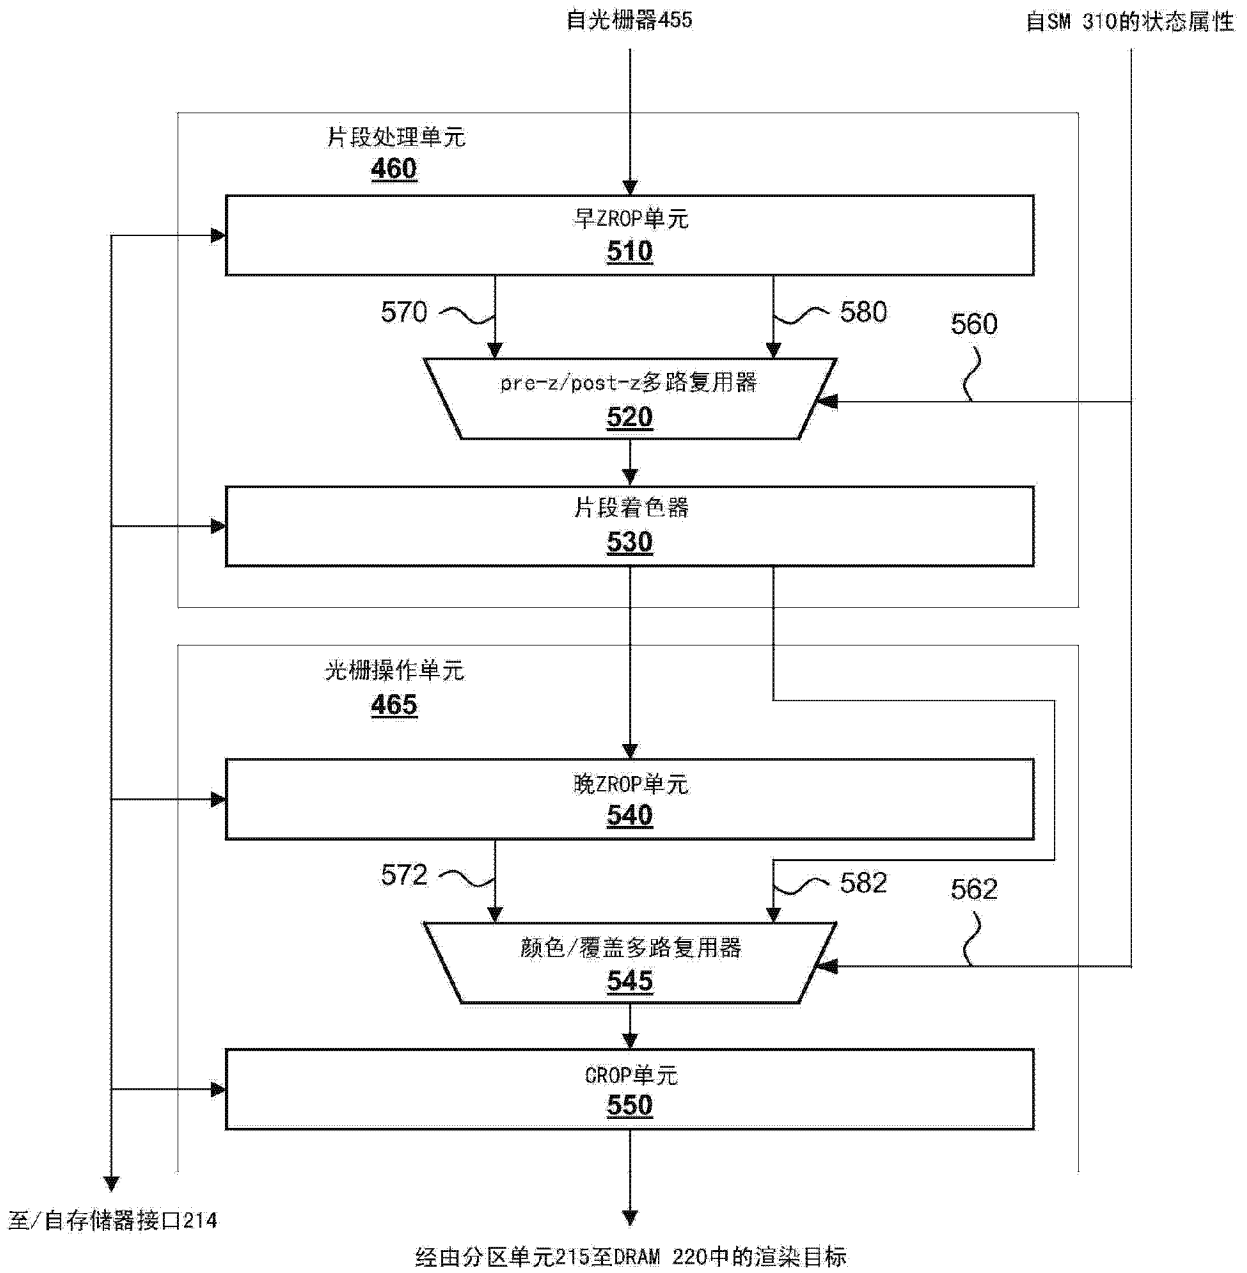 自光栅器455
自SM 310的状态属性
片段处理单元
460
早ZROP单元
510
570
580
560
pre-z/post-z多路复用器
520
片段着色器
530
光栅操作单元
465
晚ZROP单元
540
572
582
562
颜色/覆盖多路复用器
545
CROP单元
550
至/自存储器接口214
经由分区单元215至DRAM 220中的渲染目标